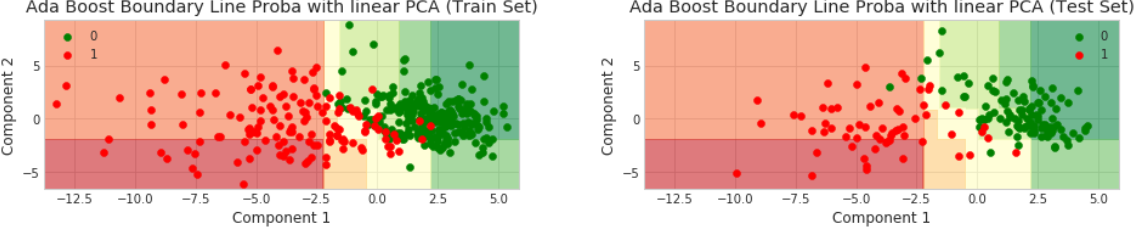 Ada Boost Boundary Line Proba with linear PCA (Train Set)
0
1
Component 2
5
0
−5
−12.5 −10.0 −7.5 −5.0 −2.5 0.0 2.5 5.0
Component 1
Ada Boost Boundary Line Proba with linear PCA (Test Set)
0
1
Component 2
5
0
−5
−12.5 −10.0 −7.5 −5.0 −2.5 0.0 2.5 5.0
Component 1